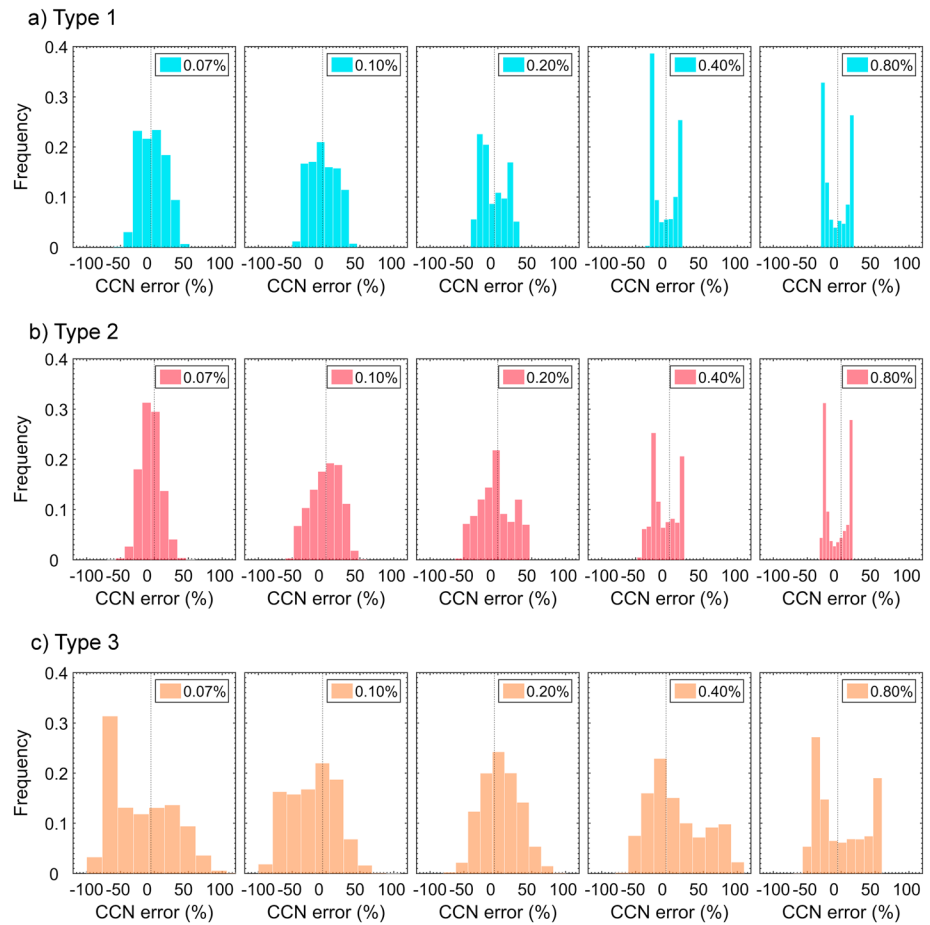 a) Type 1
0.4 0.07% 0.10% 0.20% 0.40% 0.80%
0.3
Frequency
0.2
0.1
0
-100 -50 0 50 100 -100 -50 0 50 100 -100 -50 0 50 100 -100 -50 0 50 100 -100 -50 0 50 100
CCN error (%) CCN error (%) CCN error (%) CCN error (%) CCN error (%)
b) Type 2
0.4 0.07% 0.10% 0.20% 0.40% 0.80%
0.3
Frequency
0.2
0.1
0
-100 -50 0 50 100 -100 -50 0 50 100 -100 -50 0 50 100 -100 -50 0 50 100 -100 -50 0 50 100
CCN error (%) CCN error (%) CCN error (%) CCN error (%) CCN error (%)
c) Type 3
0.4 0.07% 0.10% 0.20% 0.40% 0.80%
0.3
Frequency
0.2
0.1
0
-100 -50 0 50 100 -100 -50 0 50 100 -100 -50 0 50 100 -100 -50 0 50 100 -100 -50 0 50 100
CCN error (%) CCN error (%) CCN error (%) CCN error (%) CCN error (%)